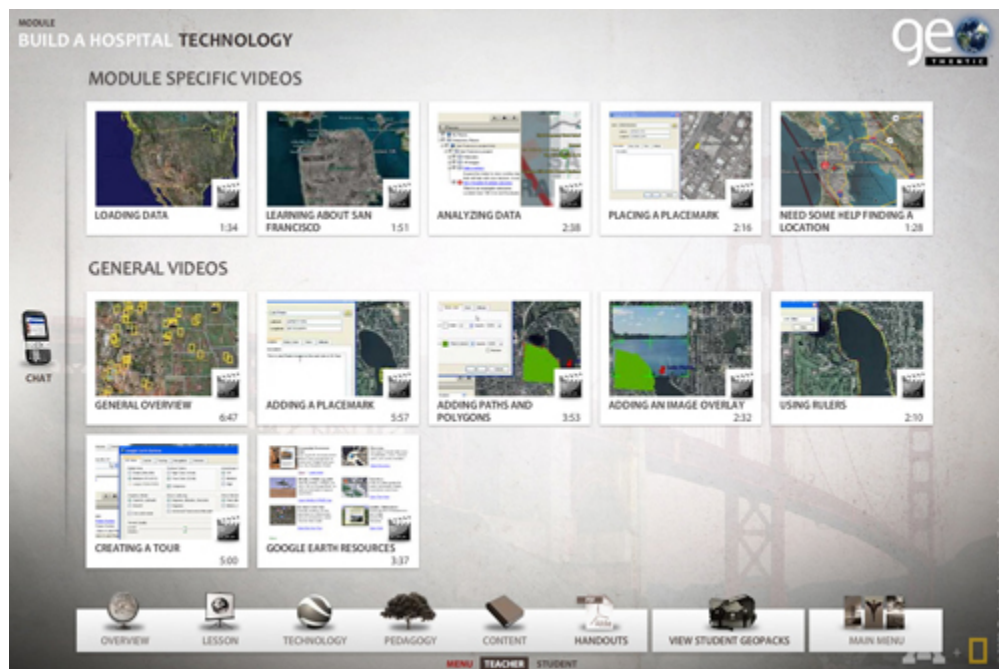 MODULE
BUILD A HOSPITAL TECHNOLOGY
geo
THENTIC
MODULE SPECIFIC VIDEOS
LOADING DATA
1:34
LEARNING ABOUT SAN
FRANCISCO
1:51
ANALYZING DATA
2:38
PLACING A PLACEMARK
2:16
NEED SOME HELP FINDING A
LOCATION
1:28
GENERAL VIDEOS
GENERAL OVERVIEW
6:47
ADDING A PLACEMARK
5:57
ADDING PATHS AND
POLYGONS
3:53
ADDING AN IMAGE OVERLAY
2:32
USING RULERS
2:10
CHAT
CREATING A TOUR
5:00
GOOGLE EARTH RESOURCES
3:37
OVERVIEW
LESSON
TECHNOLOGY
PEDAGOGY
CONTENT
HANDOUTS
VIEW STUDENT GEOPACKS
MAIN MENU
MENU TEACHER STUDENT